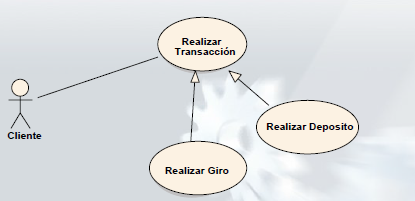 Realizar
Transacción
Cliente
Realizar Deposito
Realizar Giro